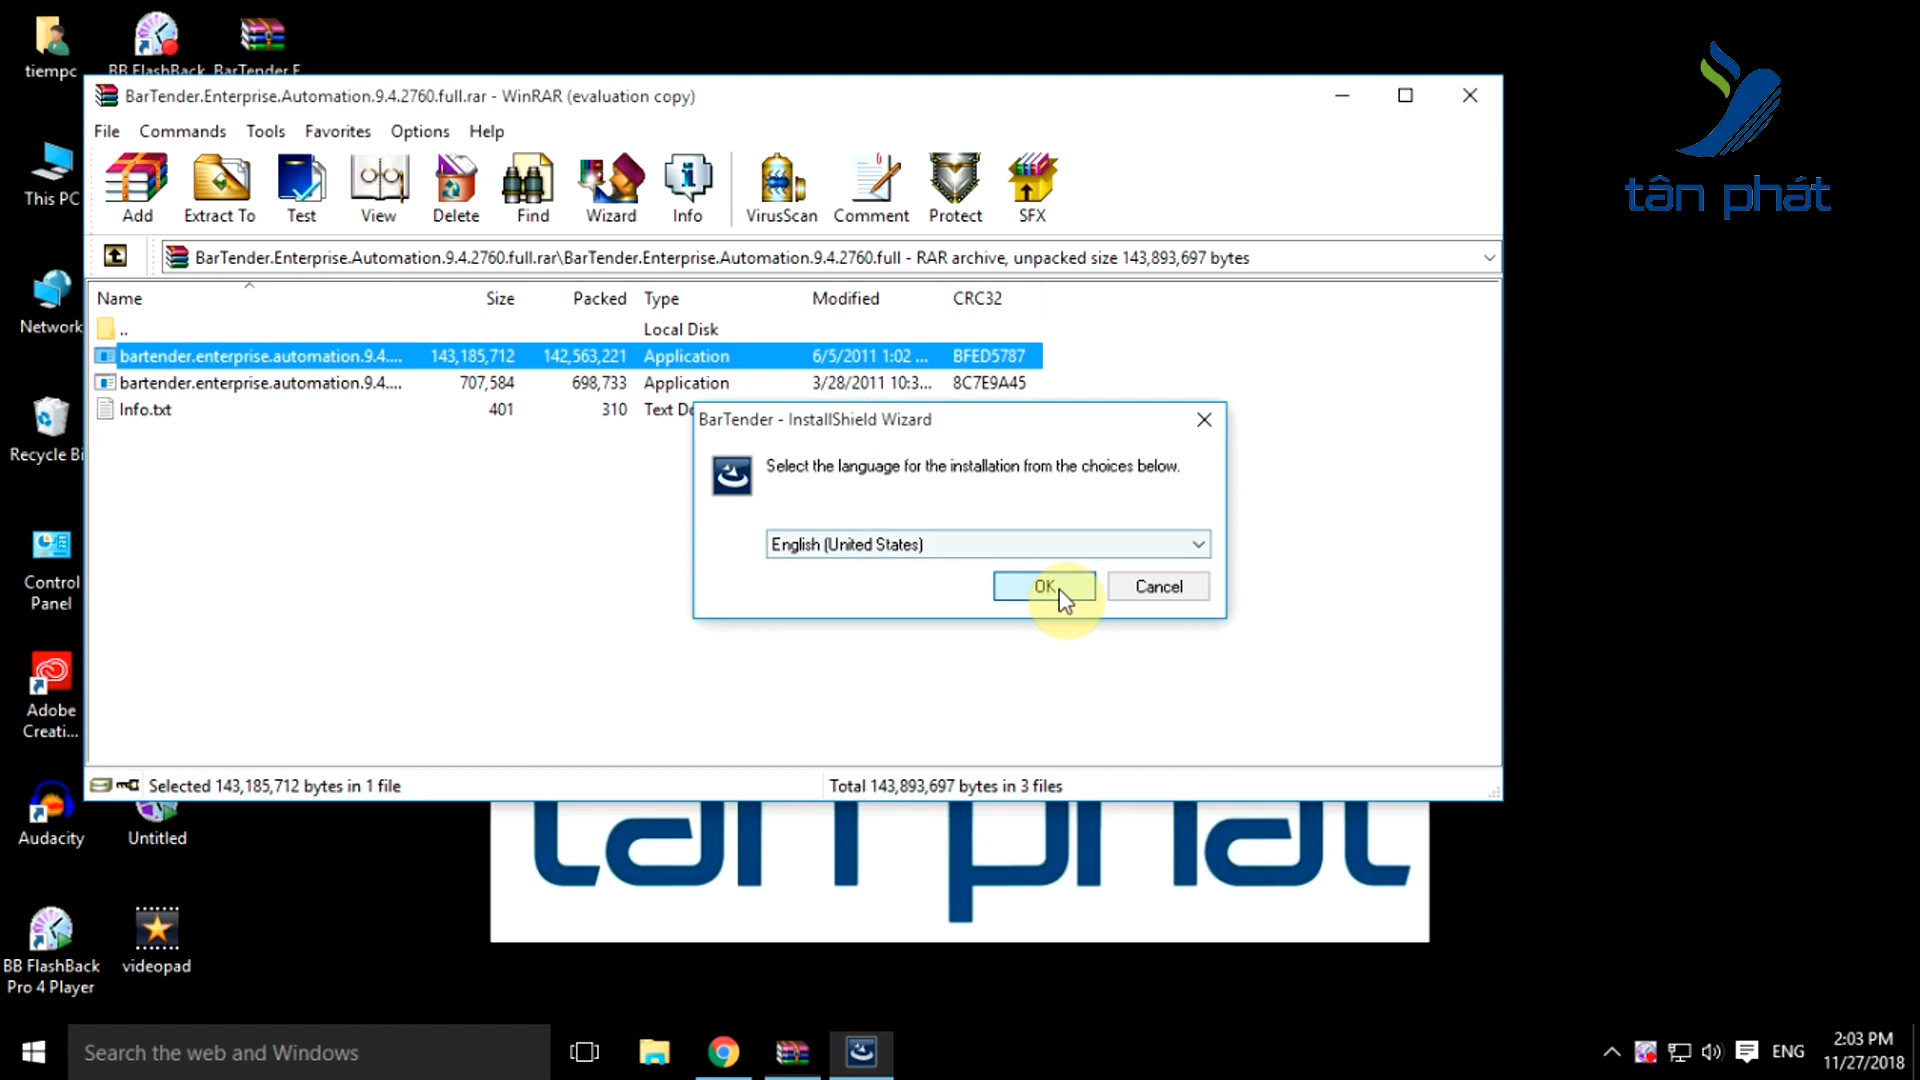 tiempc
BB FlashBack
BarTender.E
BarTender.Enterprise.Automation.9.4.2760.full.rar - WinRAR (evaluation copy)
File Commands Tools Favorites Options Help
Add Extract To Test View Delete Find Wizard Info VirusScan Comment Protect SFX
BarTender.Enterprise.Automation.9.4.2760.full.rar\BarTender.Enterprise.Automation.9.4.2760.full - RAR archive, unpacked size 143,893,697 bytes
Name Size Packed Type Modified CRC32
.. Local Disk
bartender.enterprise.automation.9.4.... 143,185,712 142,563,221 Application 6/5/2011 1:02 ... BFED5787
bartender.enterprise.automation.9.4.... 707,584 698,733 Application 3/28/2011 10:3... 8C7E9A45
Info.txt 401 310 Text Do
BarTender - InstallShield Wizard
Select the language for the installation from the choices below.
English (United States)
OK Cancel
Selected 143,185,712 bytes in 1 file
Total 143,893,697 bytes in 3 files
tân phát
tân phát
This PC
Network
Recycle Bi
Control
Panel
Adobe
Creati...
Audacity
Untitled
BB FlashBack
Pro 4 Player
videopad
Search the web and Windows
ENG
2:03 PM
11/27/2018